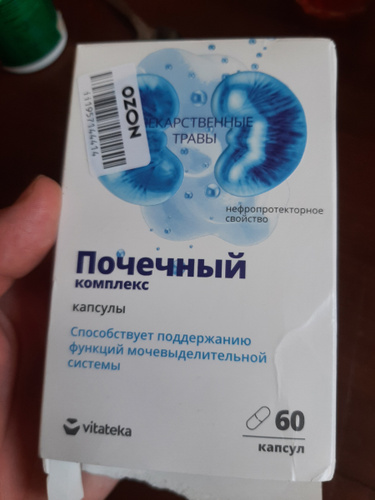 OZON
ЛЕКАРСТВЕННЫЕ
ТРАВЫ
нефропротекторное
свойство
Почечный
комплекс
капсулы
Способствует поддержанию
функций мочевыделительной
системы
vitateka
60
капсул